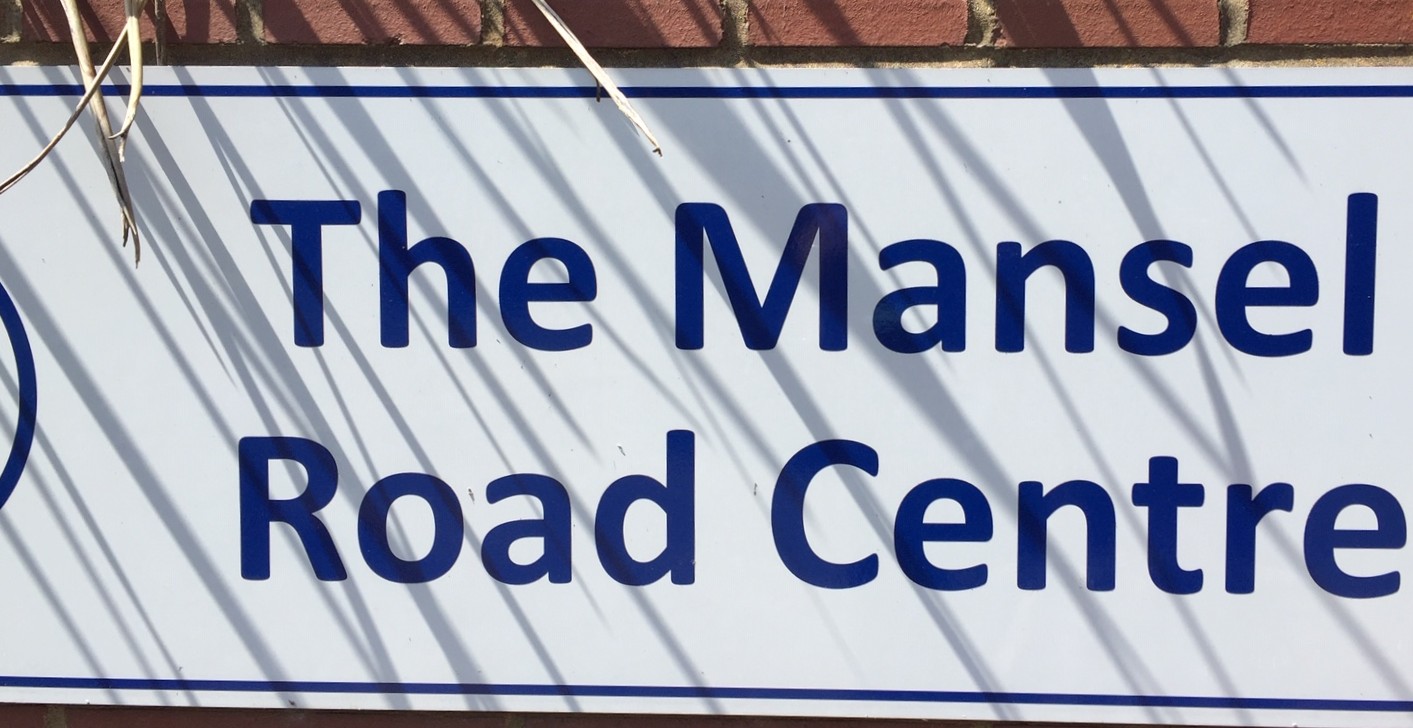 The Mansel
Road Centre